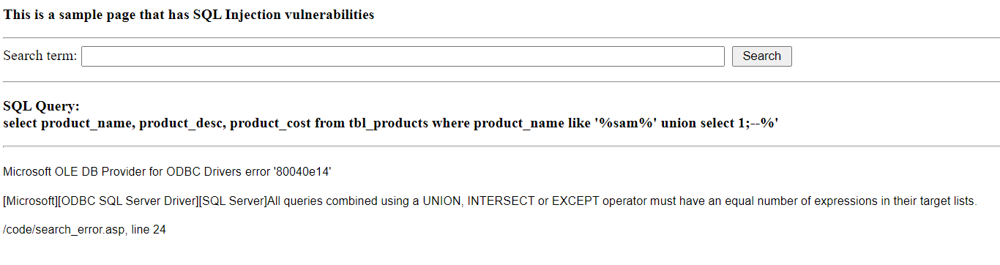 This is a sample page that has SQL Injection vulnerabilities
Search term:
Search
SQL Query:
select product_name, product_desc, product_cost from tbl_products where product_name like '%sam%' union select 1;--%'
Microsoft OLE DB Provider for ODBC Drivers error '80040e14'
[Microsoft][ODBC SQL Server Driver][SQL Server]All queries combined using a UNION, INTERSECT or EXCEPT operator must have an equal number of expressions in their target lists.
/code/search_error.asp, line 24